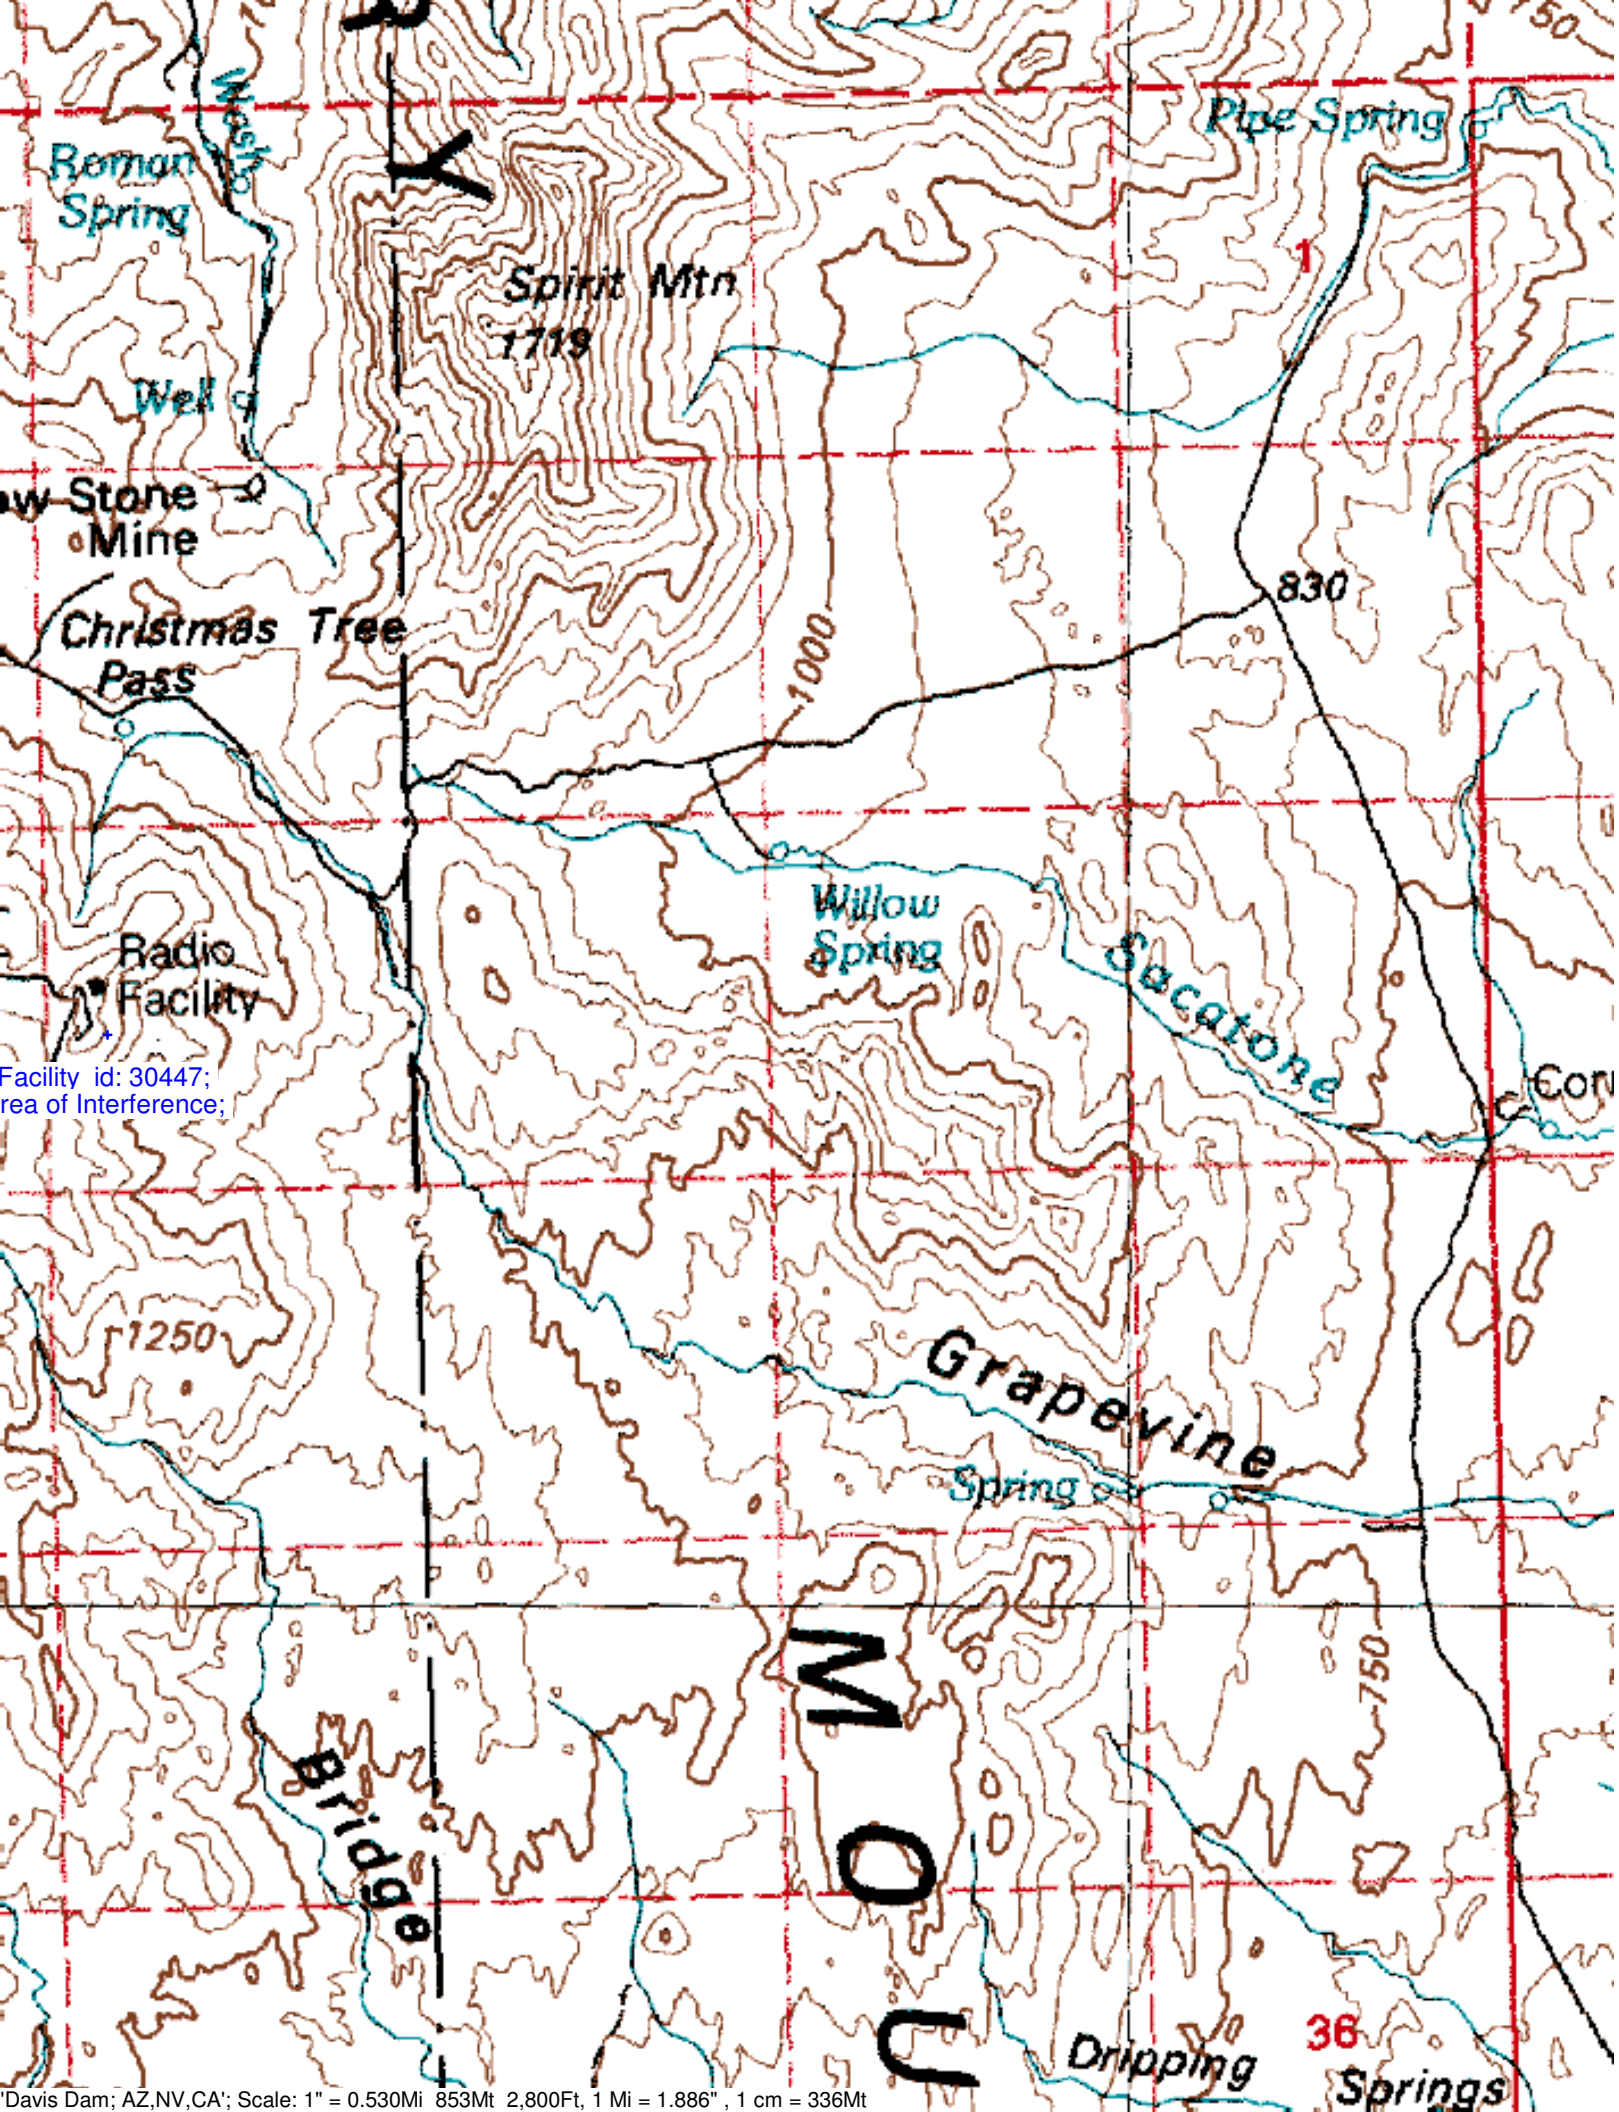 R
Y
750
Wash
Pipe Spring
Roman
Spring
1
Spirit Mtn
1719
Well
Stone
Mine
830
Christmas Tree
Pass
1000
Willow
Spring
Sacatone
Radio
Facility
Facility id: 30447;
rea of Interference;
Corr
1250
Grapevine
Spring
M
750
Bridge
O
U
36
Dripping
Springs
'Davis Dam; AZ,NV,CA'; Scale: 1" = 0.530Mi 853Mt 2,800Ft, 1 Mi = 1.886" , 1 cm = 336Mt